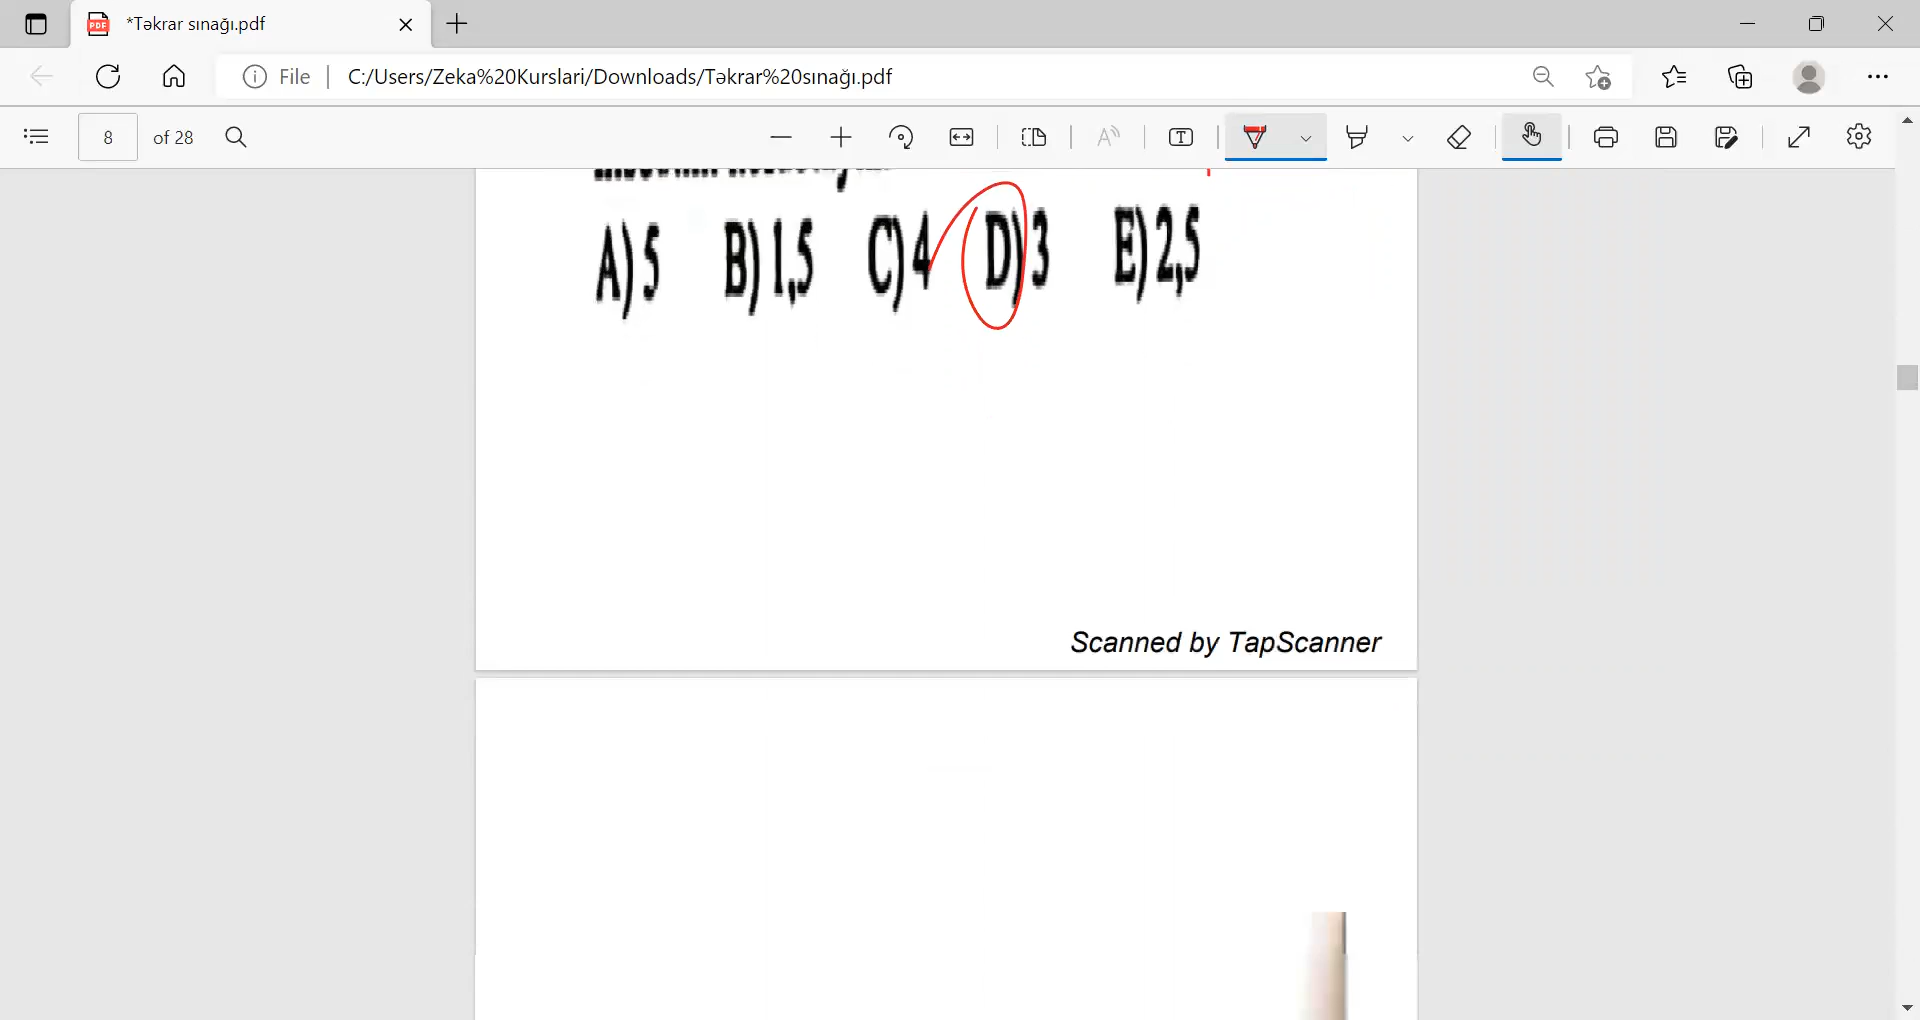 *Təkrar sınağı.pdf
File
C:/Users/Zeka%20Kurslari/Downloads/Təkrar%20sınağı.pdf
8 of 28
A) 5 B) 1,5 C) 4 D) 3 E) 2,5
Scanned by TapScanner